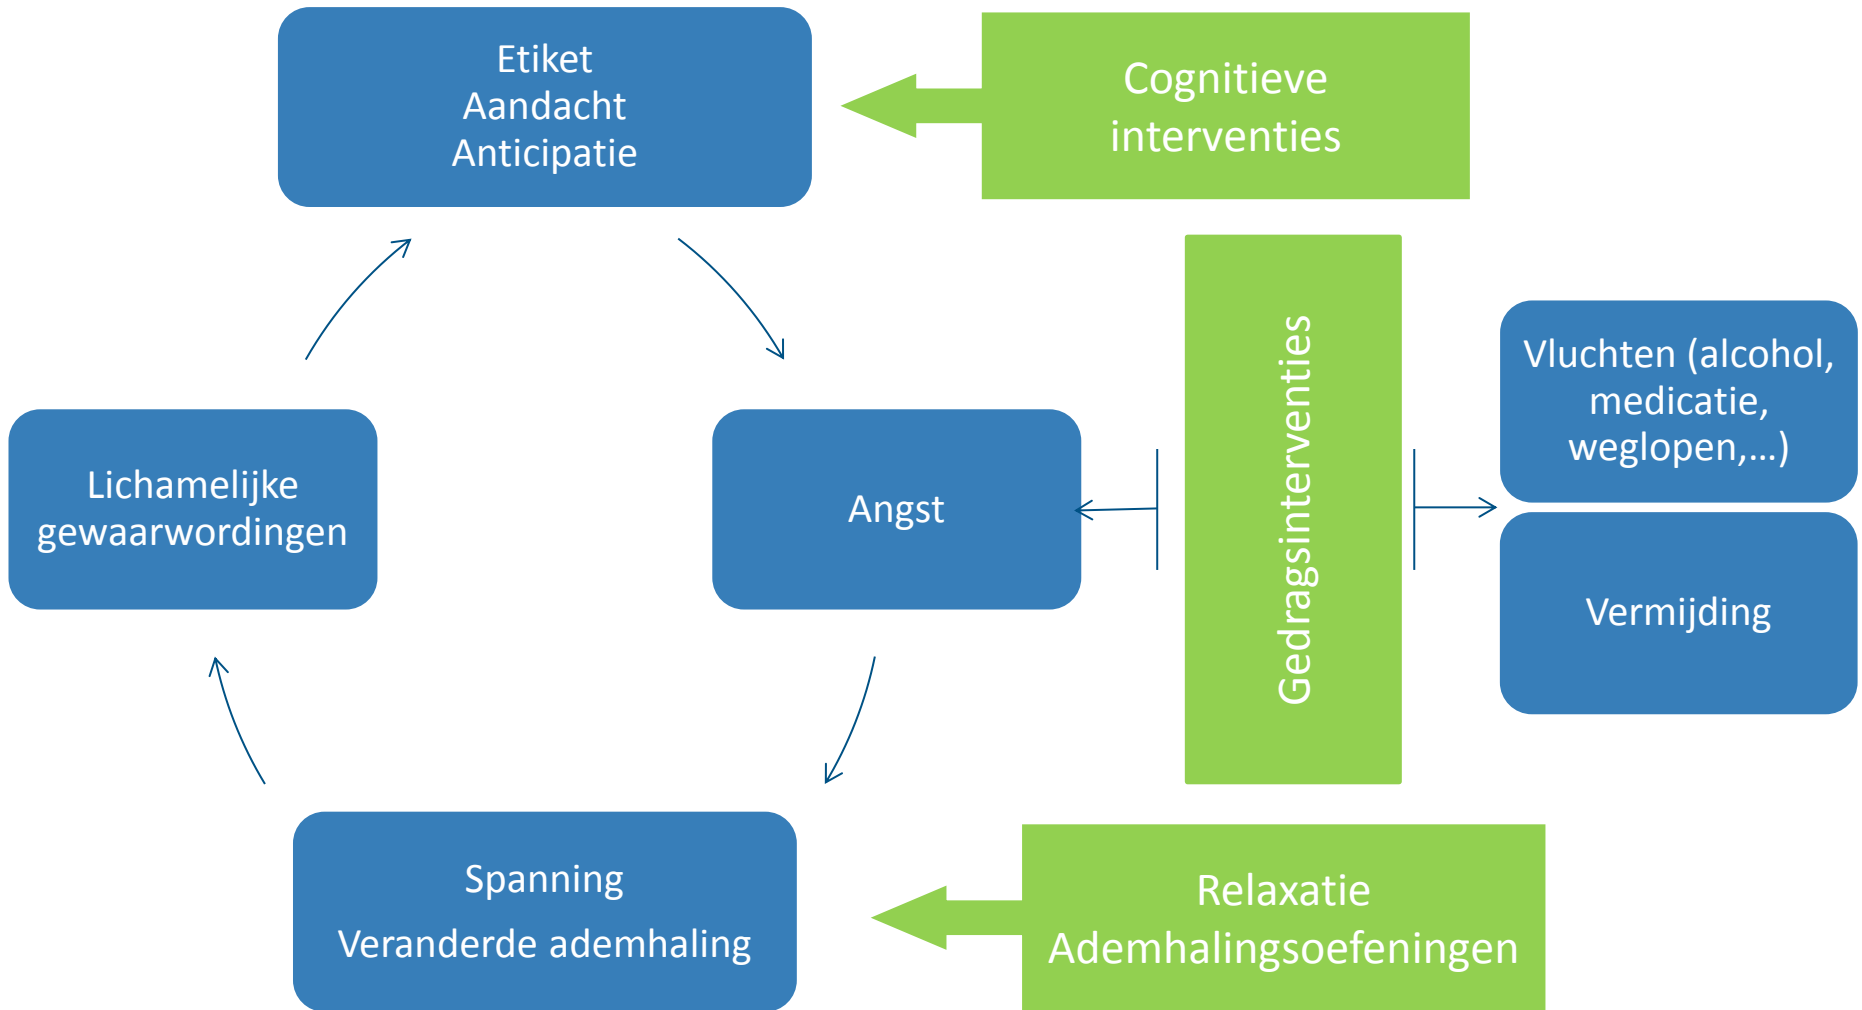 Etiket
Aandacht
Anticipatie
Cognitieve
interventies
Gedragsinterventies
Vluchten (alcohol,
medicatie,
weglopen,...)
Lichamelijke
gewaarwordingen
Angst
Vermijding
Spanning
Veranderde ademhaling
Relaxatie
Ademhalingsoefeningen